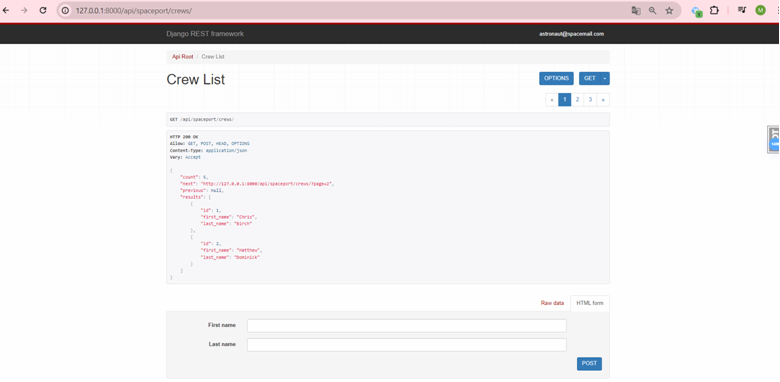 127.0.0.1:8000/api/spaceport/crews/
M
Django REST framework
astronaut@spacemail.com
Api Root / Crew List
Crew List
OPTIONS
GET
« 1 2 3 »
GET /api/spaceport/crews/
HTTP 200 OK
Allow: GET, POST, HEAD, OPTIONS
Content-Type: application/json
Vary: Accept
{
"count": 5,
"next": "http://127.0.0.1:8000/api/spaceport/crews/?page=2",
"previous": null,
"results": [
{
"id": 1,
"first_name": "Chris",
"last_name": "Birch"
},
{
"id": 2,
"first_name": "Matthew",
"last_name": "Dominick"
}
]
}
Raw data
HTML form
First name
Last name
POST